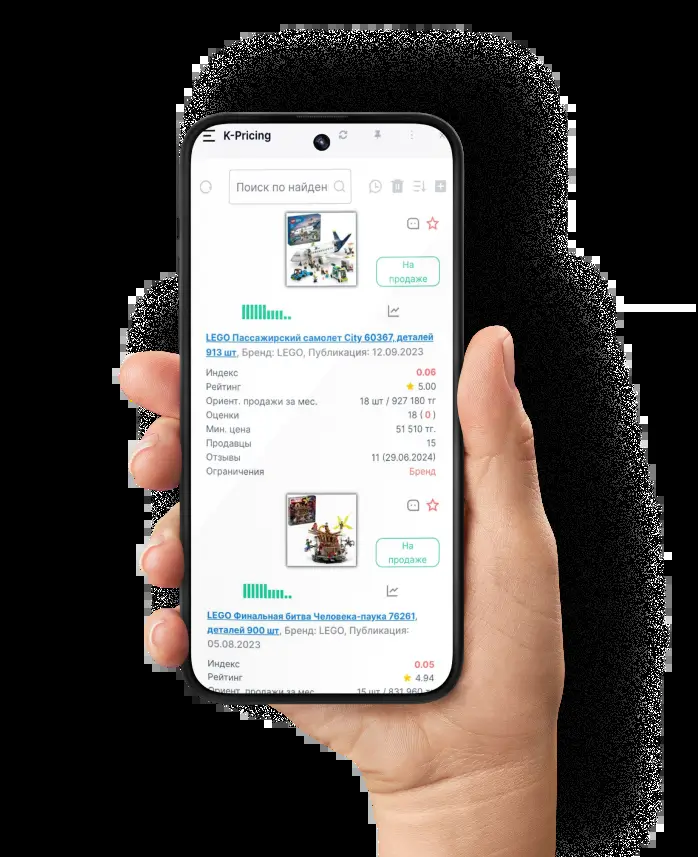 K-Pricing
Поиск по найден
На
продаже
LEGO Пассажирский самолет City 60367, деталей
913 шт, Бренд: LEGO, Публикация: 12.09.2023
Индекс 0.06
Рейтинг 5.00
Ориент. продажи за мес. 18 шт / 927 180 тг
Оценки 18 ( 0 )
Мин. цена 51 510 тг.
Продавцы 15
Отзывы 11 (29.06.2024)
Ограничения Бренд
На
продаже
LEGO Финальная битва Человека-паука 76261,
деталей 900 шт, Бренд: LEGO, Публикация:
05.08.2023
Индекс 0.05
Рейтинг 4.94
Ориент. продажи за мес. 15 шт / 831 960 тг